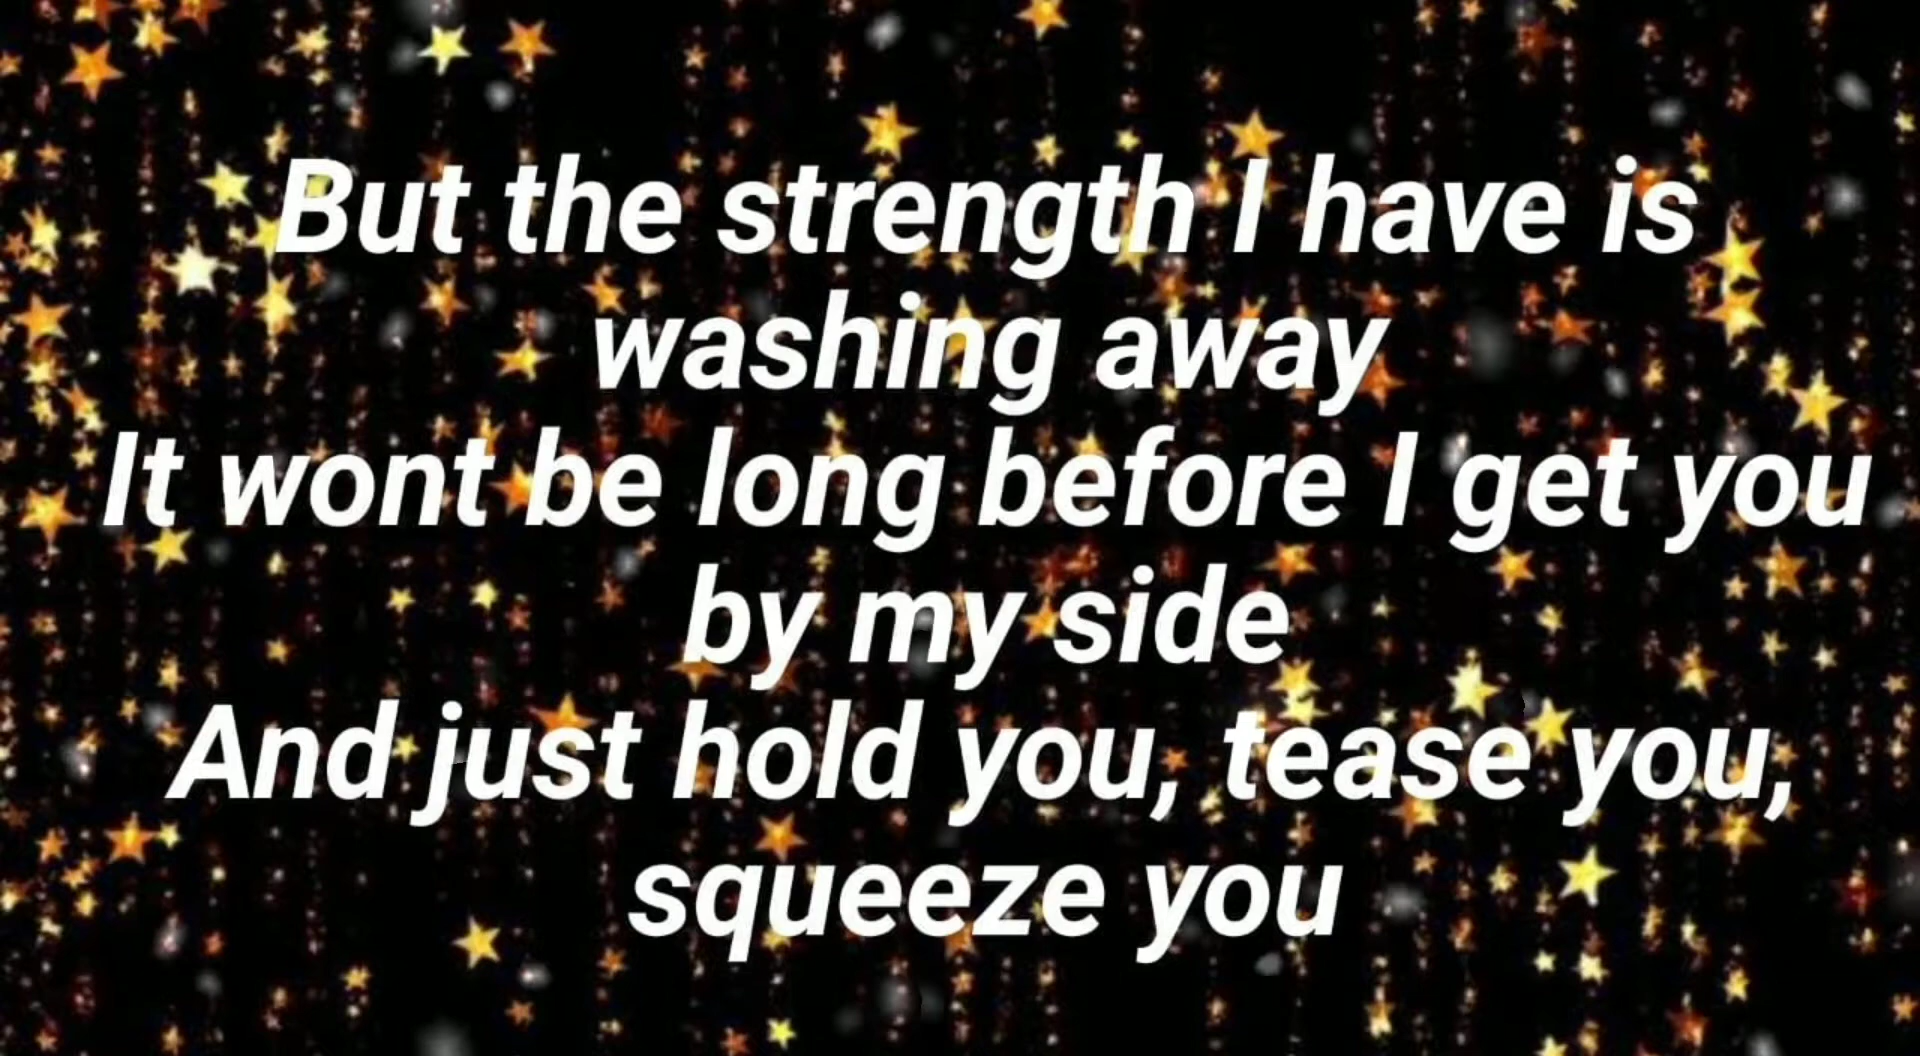 But the strength I have is
washing away
It wont be long before I get you
by my side
And just hold you, tease you,
squeeze you